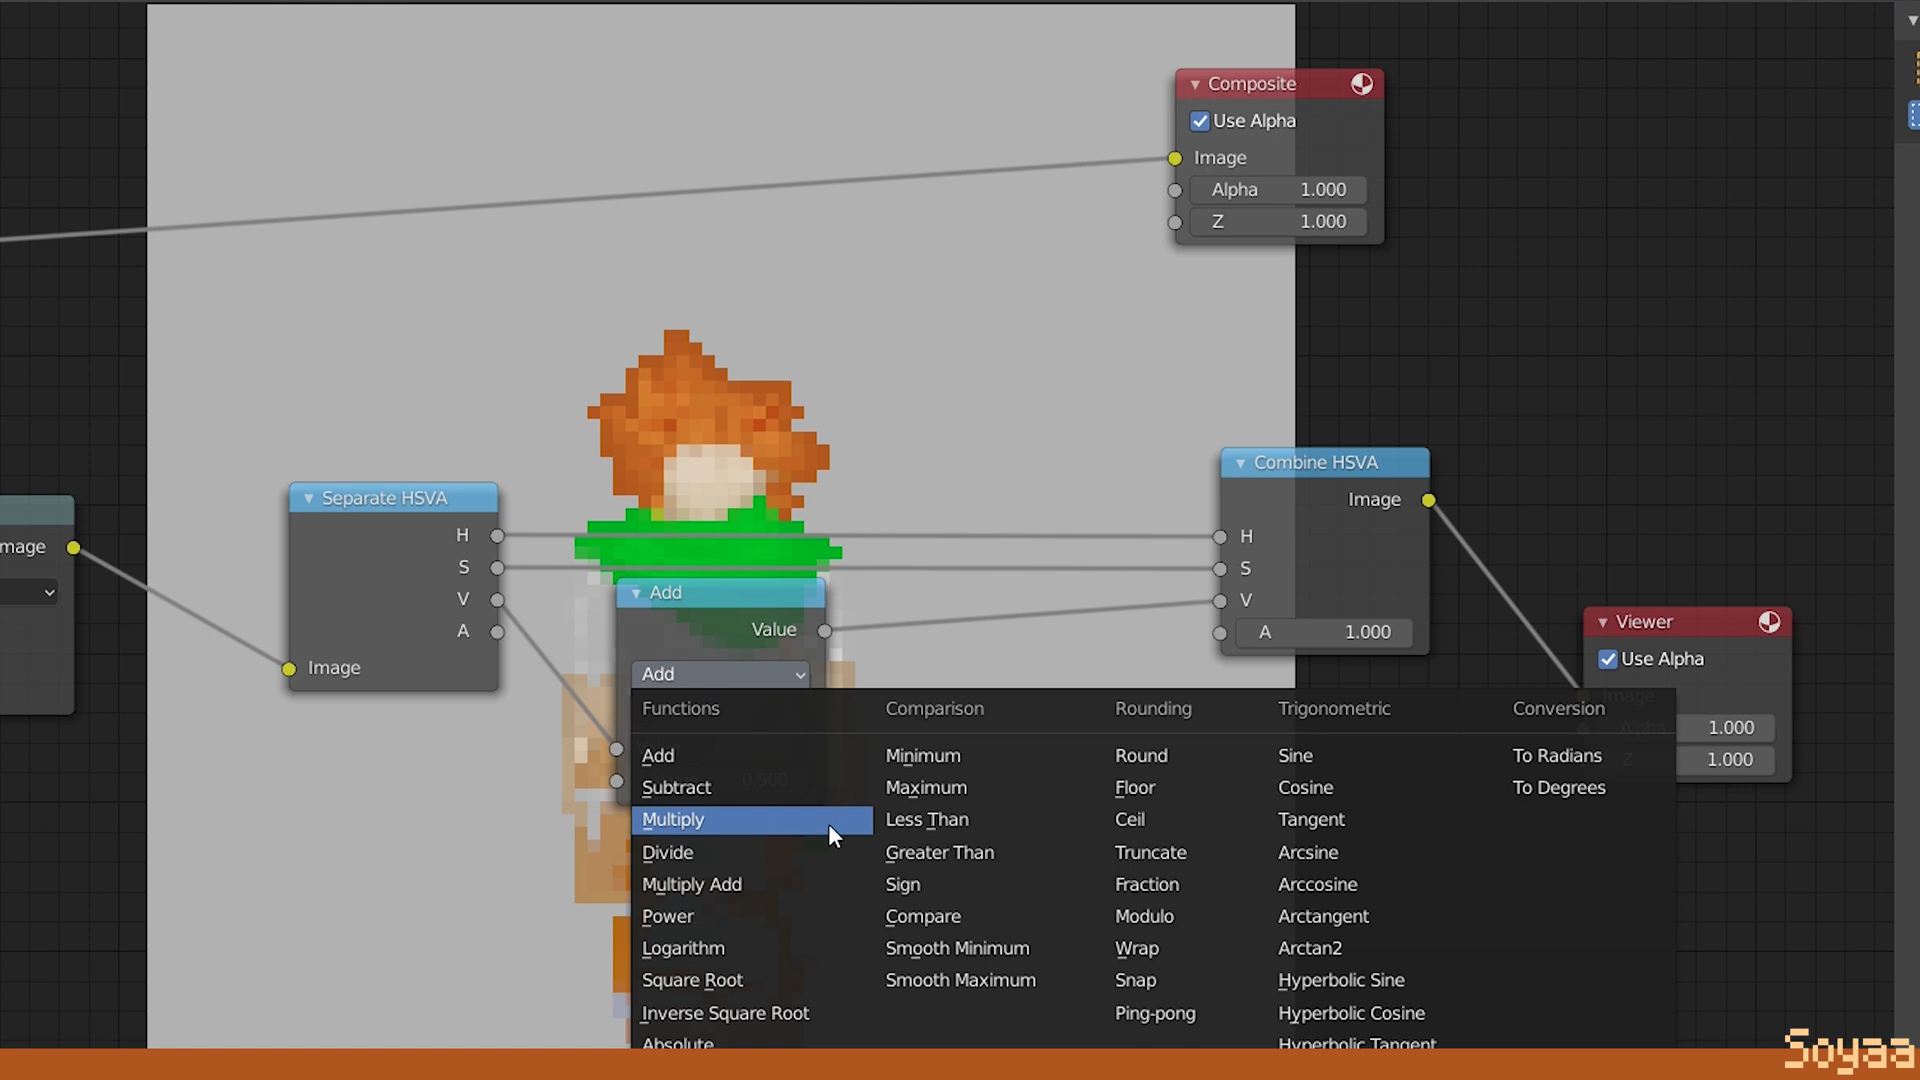 Composite
Use Alpha
Image
Alpha 1.000
Z 1.000
Separate HSVA
H
S
V
A
Image
mage
Add
Value
Add
0.500
Combine HSVA
Image
H
S
V
A 1.000
Viewer
Use Alpha
Image
Alpha 1.000
Z 1.000
Functions Comparison Rounding Trigonometric Conversion
Add Minimum Round Sine To Radians
Subtract Maximum Floor Cosine To Degrees
Multiply Less Than Ceil Tangent
Divide Greater Than Truncate Arcsine
Multiply Add Sign Fraction Arccosine
Power Compare Modulo Arctangent
Logarithm Smooth Minimum Wrap Arctan2
Square Root Smooth Maximum Snap Hyperbolic Sine
Inverse Square Root Ping-pong Hyperbolic Cosine
Absolute Hyperbolic Tangent
Soyaa